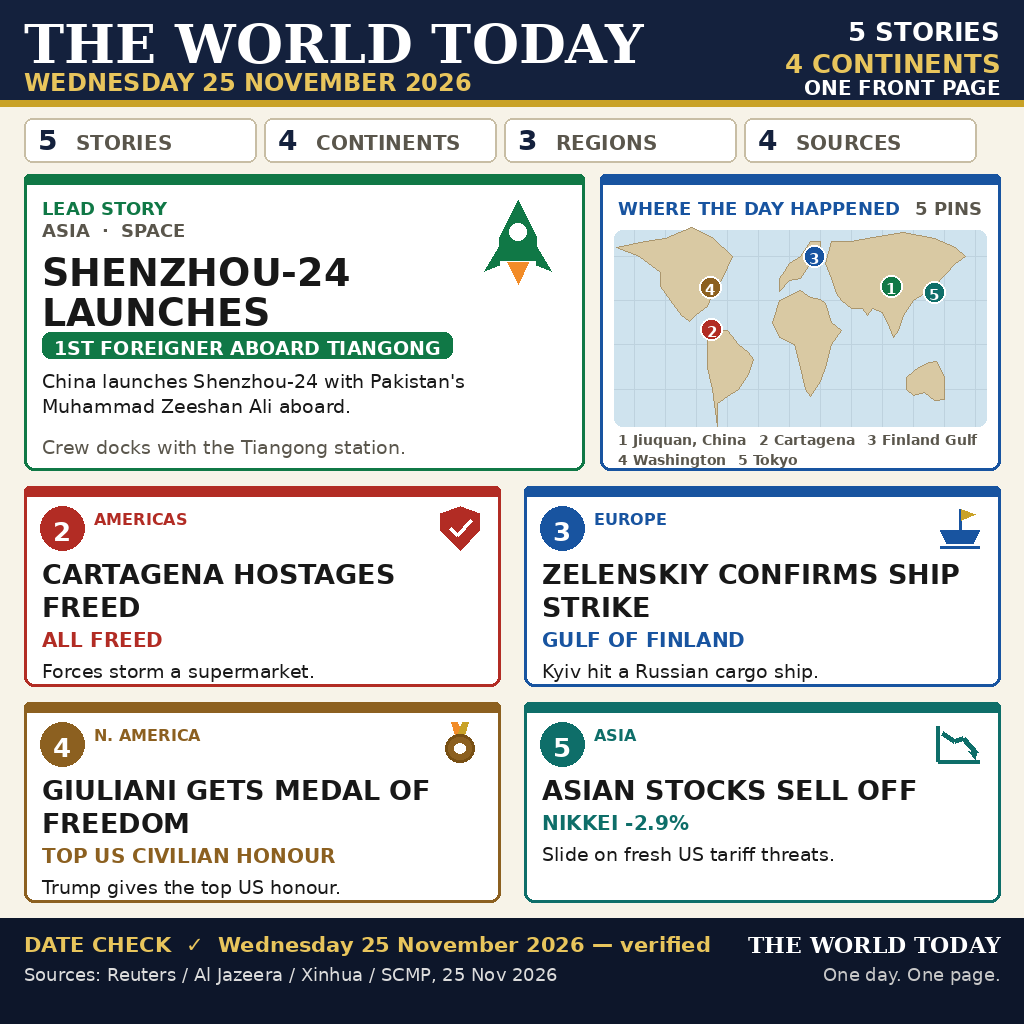 THE WORLD TODAY
WEDNESDAY 25 NOVEMBER 2026
5 STORIES
4 CONTINENTS
ONE FRONT PAGE
5 STORIES
4 CONTINENTS
3 REGIONS
4 SOURCES
LEAD STORY
ASIA · SPACE
SHENZHOU-24
LAUNCHES
1ST FOREIGNER ABOARD TIANGONG
China launches Shenzhou-24 with Pakistan's
Muhammad Zeeshan Ali aboard.
Crew docks with the Tiangong station.
WHERE THE DAY HAPPENED 5 PINS
3
4
1
5
2
1 Jiuquan, China 2 Cartagena 3 Finland Gulf
4 Washington 5 Tokyo
2 AMERICAS
CARTAGENA HOSTAGES
FREED
ALL FREED
Forces storm a supermarket.
3 EUROPE
ZELENSKIY CONFIRMS SHIP
STRIKE
GULF OF FINLAND
Kyiv hit a Russian cargo ship.
4 N. AMERICA
GIULIANI GETS MEDAL OF
FREEDOM
TOP US CIVILIAN HONOUR
Trump gives the top US honour.
5 ASIA
ASIAN STOCKS SELL OFF
NIKKEI -2.9%
Slide on fresh US tariff threats.
DATE CHECK ✓ Wednesday 25 November 2026 — verified
Sources: Reuters / Al Jazeera / Xinhua / SCMP, 25 Nov 2026
THE WORLD TODAY
One day. One page.